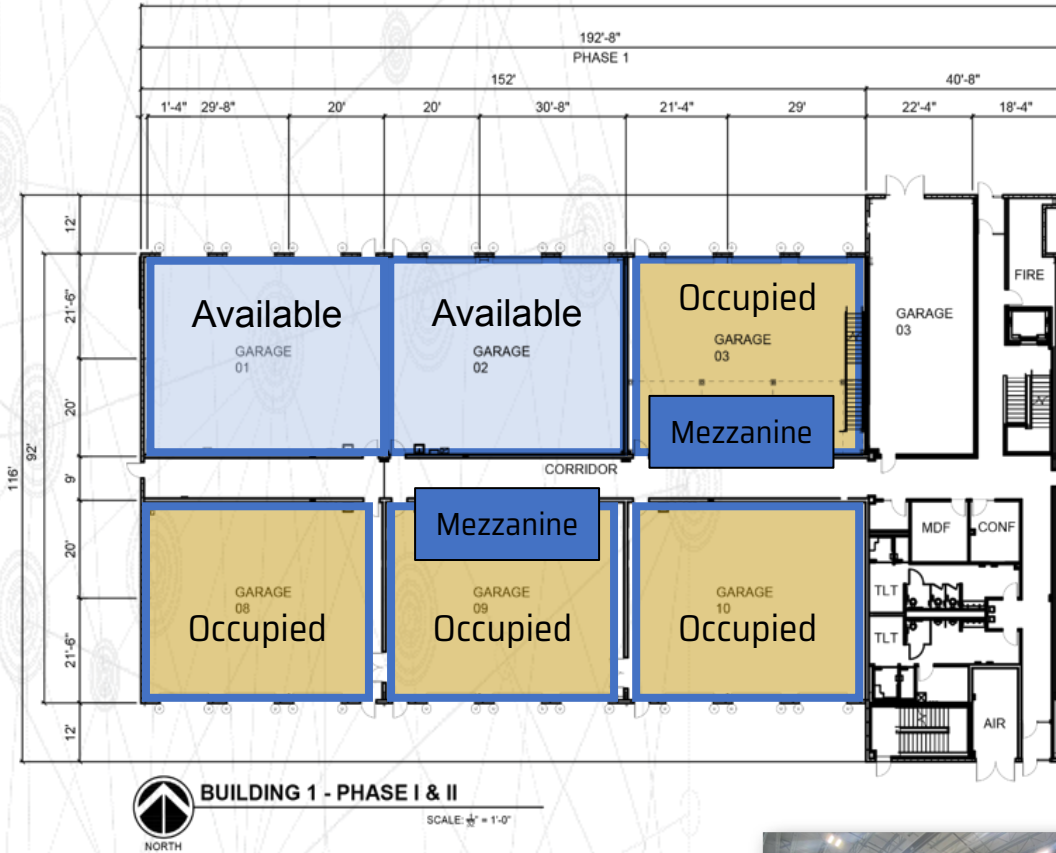 192'-8"
PHASE 1
152'
40'-8"
1'-4" 29'-8" 20' 20' 30'-8" 21'-4" 29' 22'-4" 18'-4"
12'
21'-6"
20'
9'
20'
21'-6"
12'
92'
116'
Available
GARAGE
01
Available
GARAGE
02
Occupied
GARAGE
03
Mezzanine
GARAGE
03
FIRE
CORRIDOR
GARAGE
08
Occupied
Mezzanine
GARAGE
09
Occupied
GARAGE
10
Occupied
MDF
CONF
TLT
TLT
AIR
BUILDING 1 - PHASE I & II
SCALE: = 1'-0"
NORTH